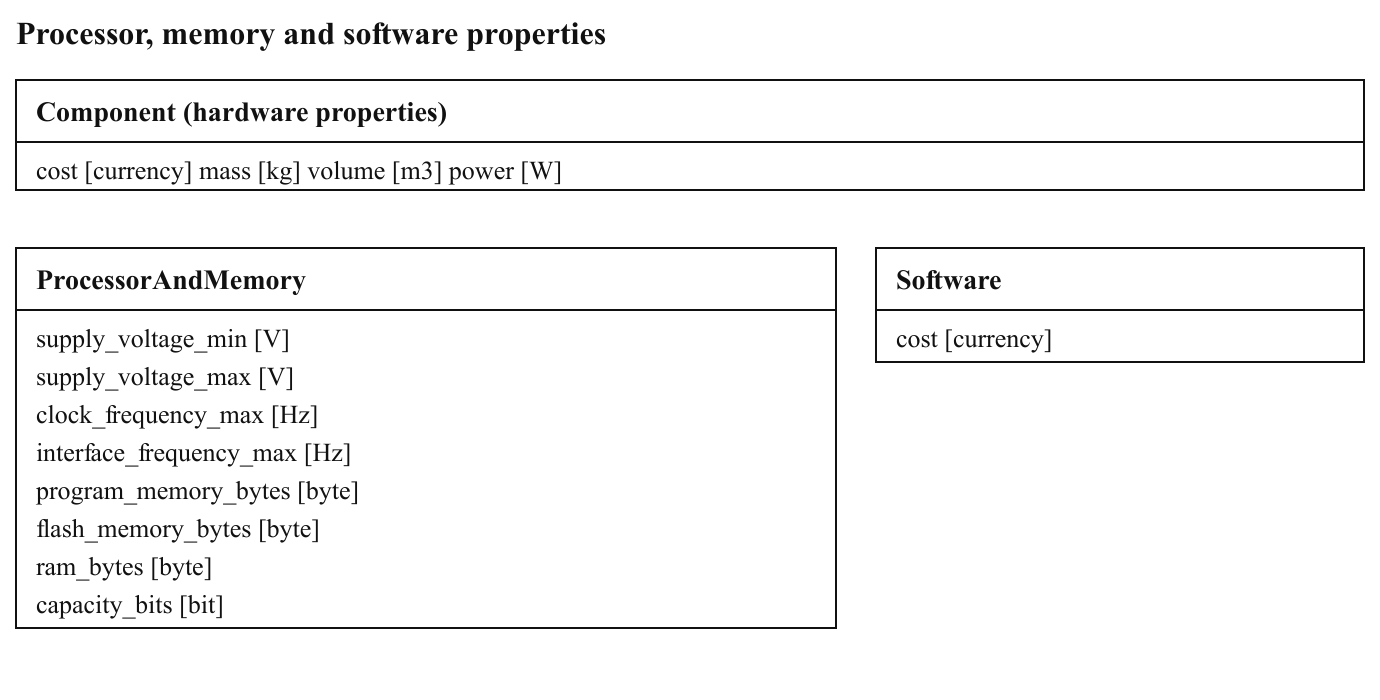 Processor, memory and software properties
Component (hardware properties)
cost [currency] mass [kg] volume [m3] power [W]
ProcessorAndMemory
supply_voltage_min [V]
supply_voltage_max [V]
clock_frequency_max [Hz]
interface_frequency_max [Hz]
program_memory_bytes [byte]
flash_memory_bytes [byte]
ram_bytes [byte]
capacity_bits [bit]
Software
cost [currency]